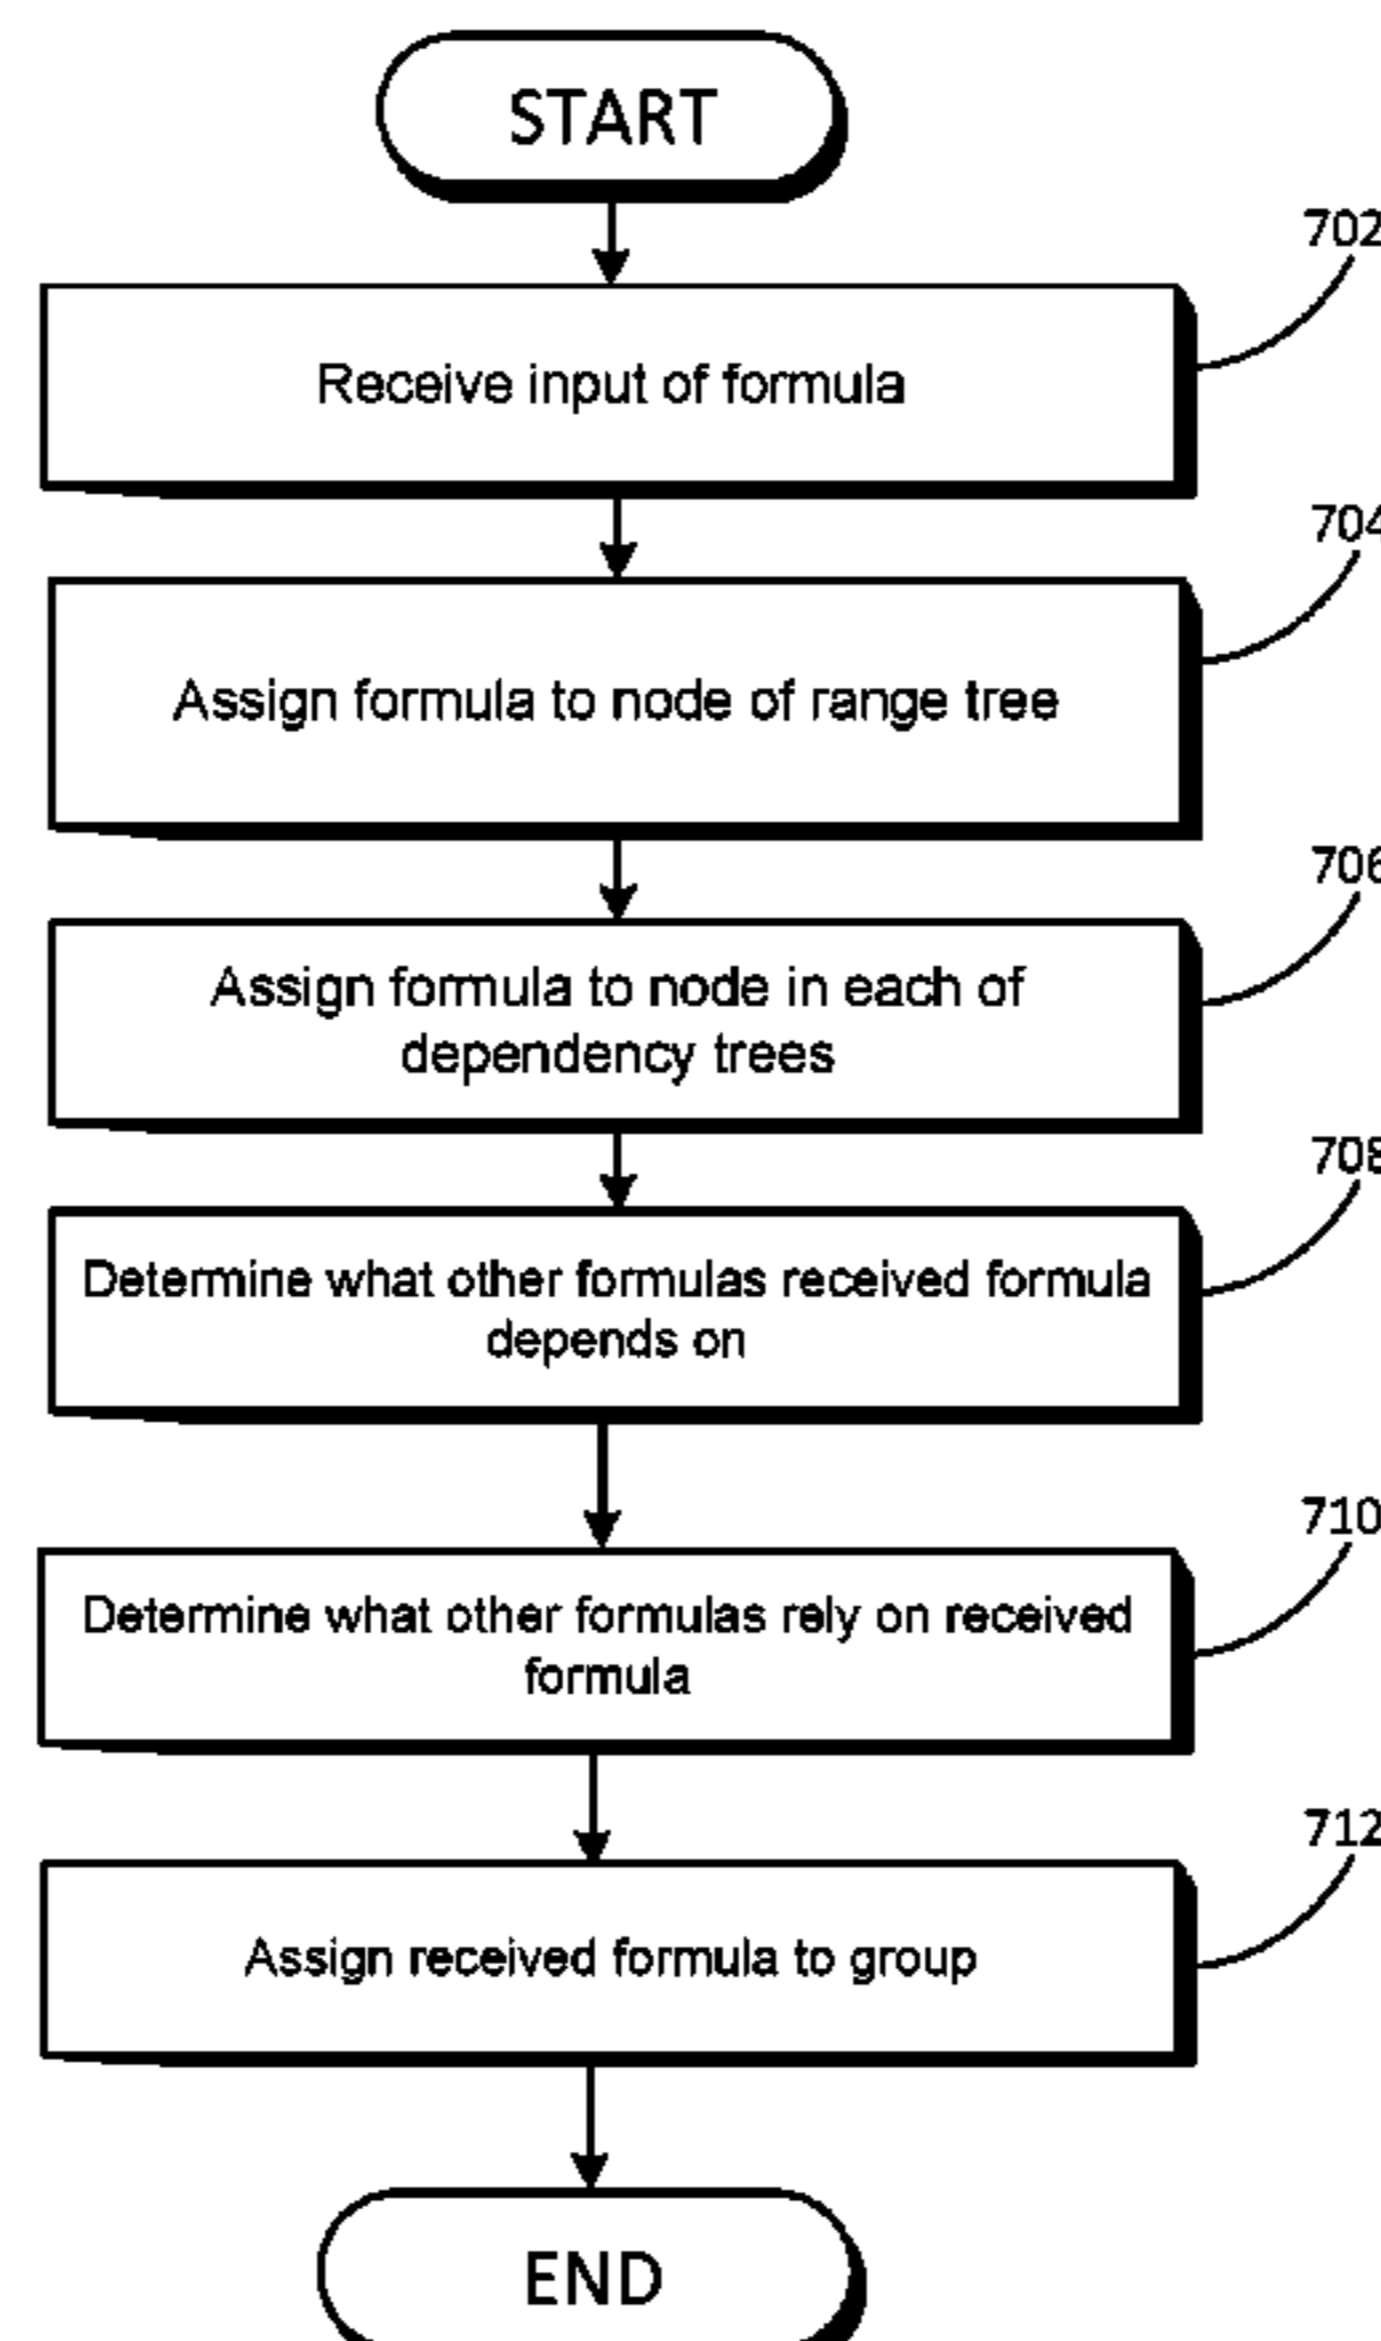 START
702
Receive input of formula
704
Assign formula to node of range tree
706
Assign formula to node in each of
dependency trees
708
Determine what other formulas received formula
depends on
710
Determine what other formulas rely on received
formula
712
Assign received formula to group
END